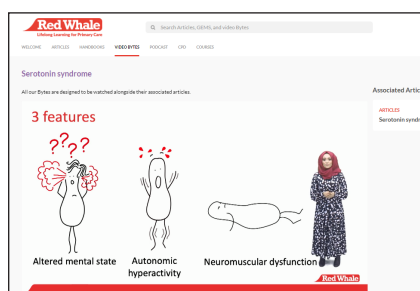 Red Whale
Lifelong Learning for Primary Care
Search Articles, GEMS, and video Bytes
WELCOME ARTICLES HANDBOOKS VIDEO BYTES PODCAST CPD COURSES
Serotonin syndrome
All our Bytes are designed to be watched alongside their associated articles.
Associated Artic
ARTICLES
Serotonin syndr
3 features
????
Altered mental state
Autonomic
hyperactivity
Neuromuscular dysfunction
Red Whale